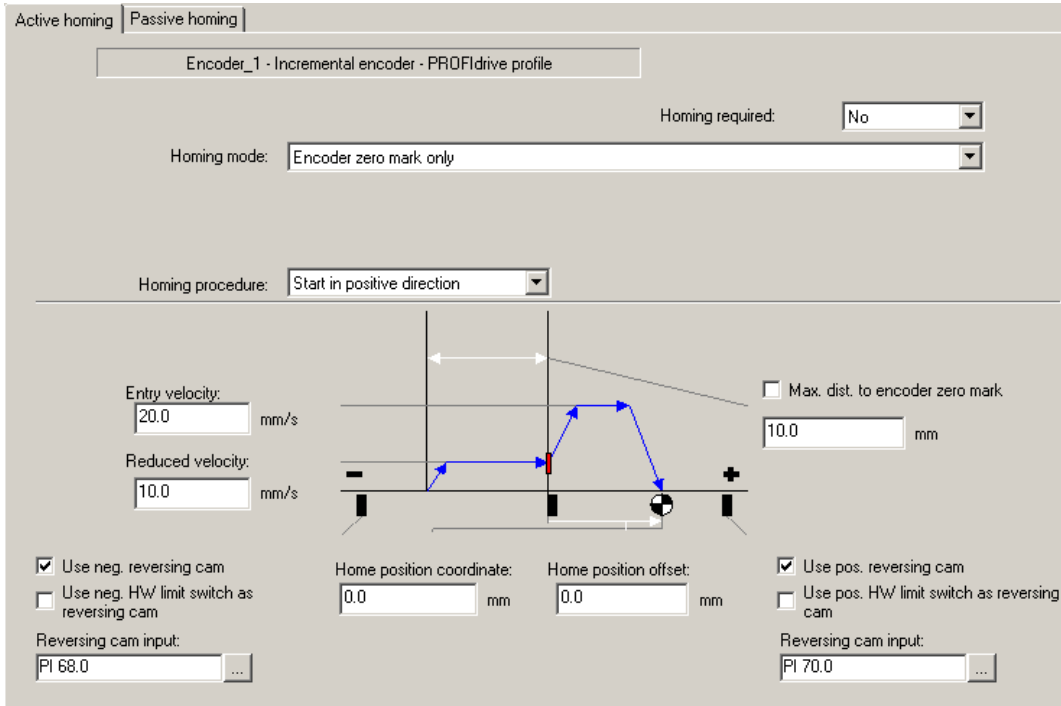 Active homing
Passive homing
Encoder_1 - Incremental encoder - PROFIdrive profile
Homing required:
No
Homing mode:
Encoder zero mark only
Homing procedure:
Start in positive direction
Entry velocity:
20.0
mm/s
Max. dist. to encoder zero mark
10.0
mm
Reduced velocity:
10.0
mm/s
-
+
Use neg. reversing cam
Use neg. HW limit switch as
reversing cam
Reversing cam input:
PI 68.0
...
Home position coordinate:
0.0
mm
Home position offset:
0.0
mm
Use pos. reversing cam
Use pos. HW limit switch as reversing
cam
Reversing cam input:
PI 70.0
...